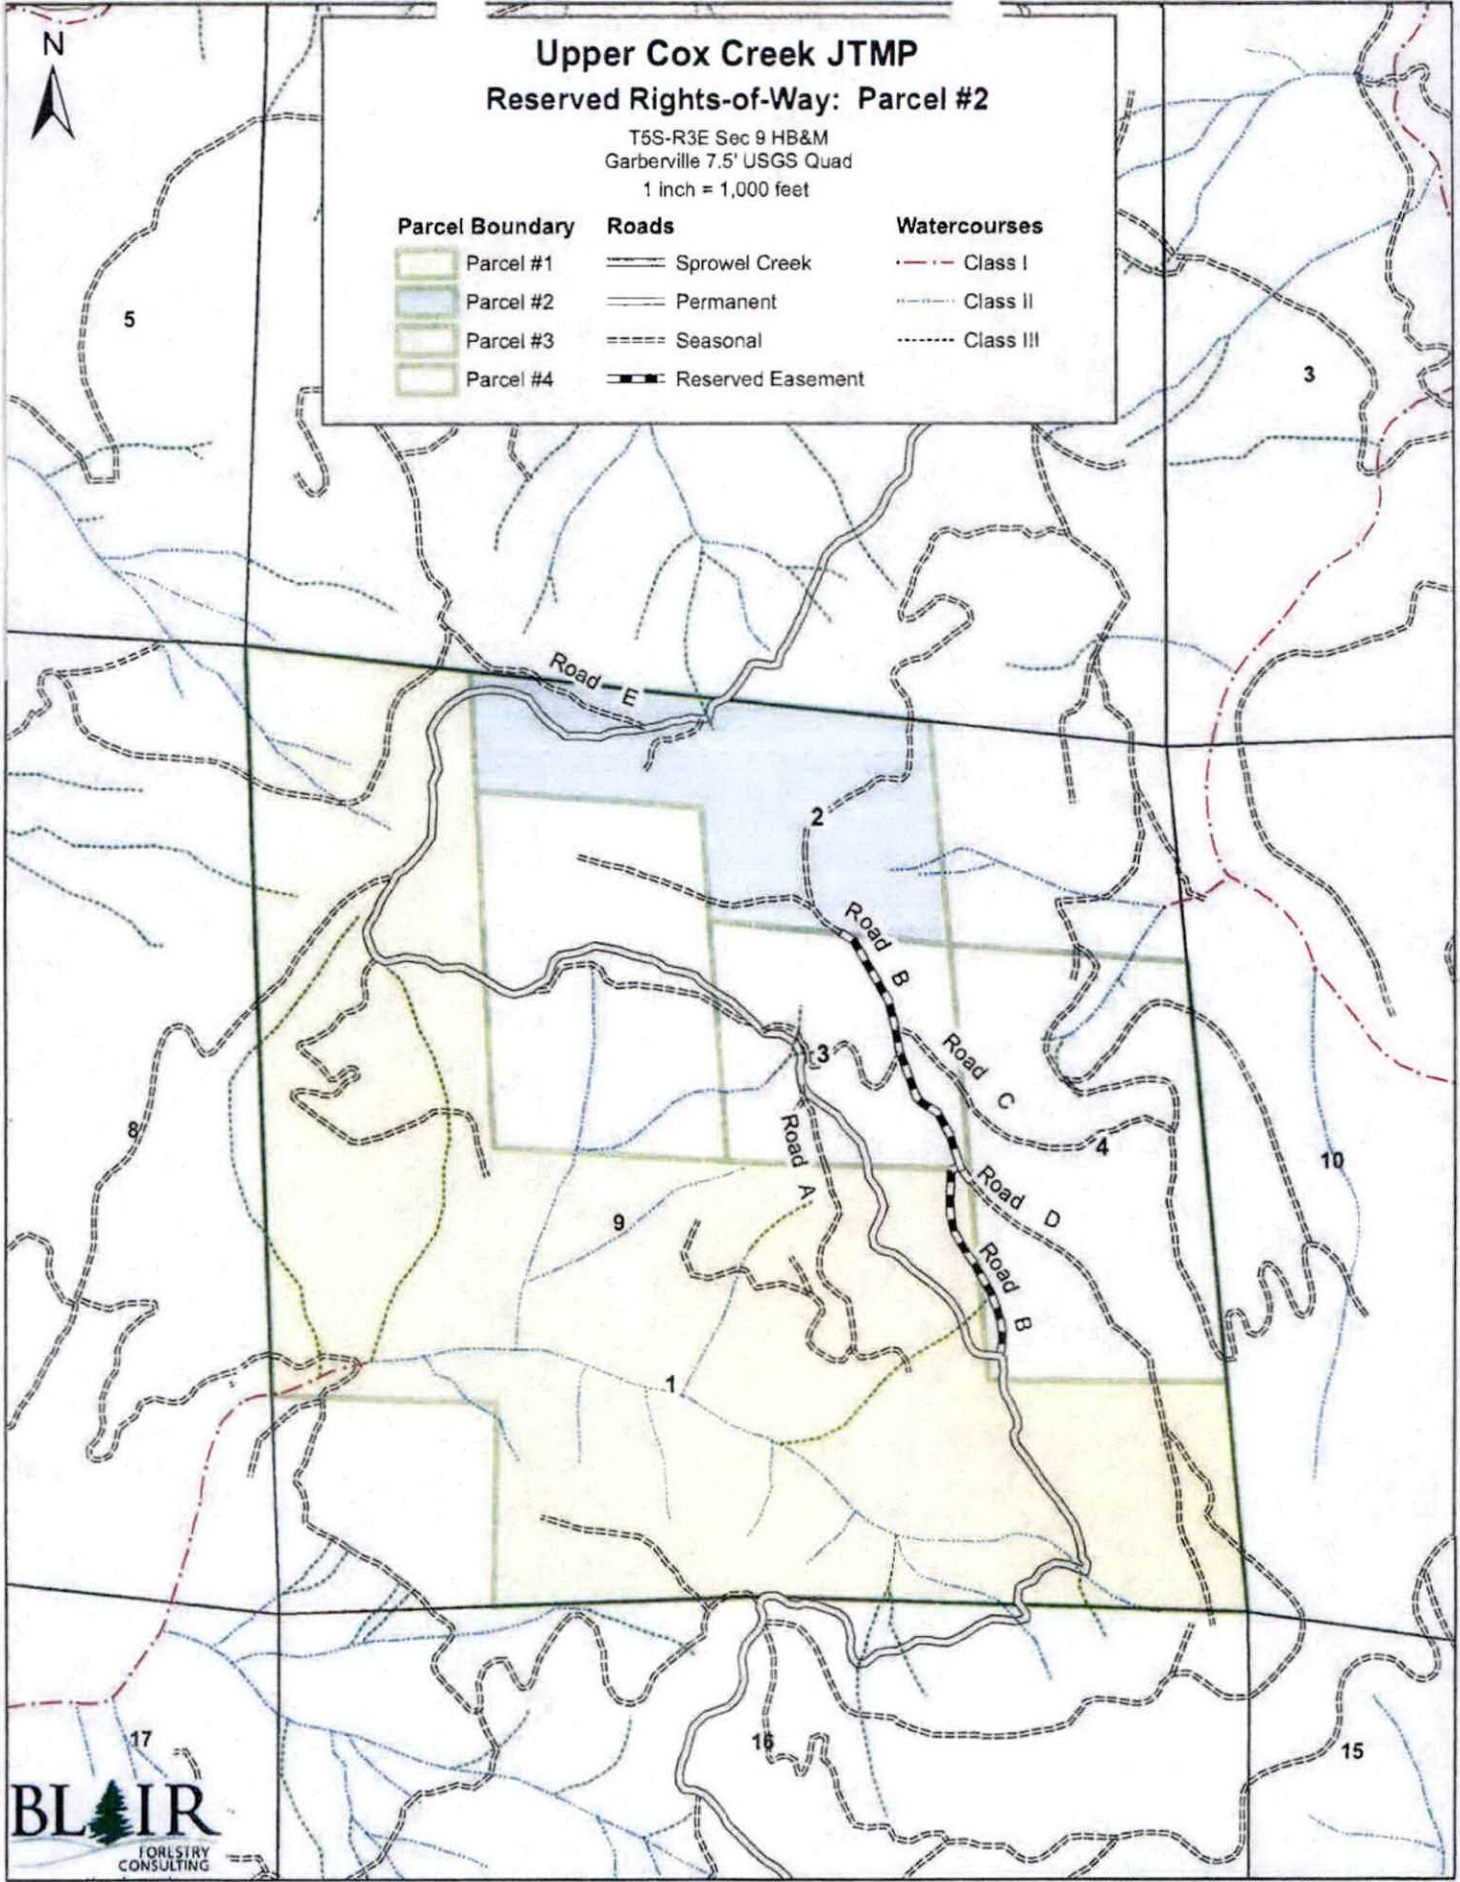 N
Upper Cox Creek JTMP
Reserved Rights-of-Way: Parcel #2
T5S-R3E Sec 9 HB&M
Garberville 7.5' USGS Quad
1 inch = 1,000 feet
Parcel Boundary
Parcel #1
Parcel #2
Parcel #3
Parcel #4
Roads
Sprowel Creek
Permanent
Seasonal
Reserved Easement
Watercourses
Class I
Class II
Class III
5
3
Road E
2
Road B
3
Road C
8
Road A
4
10
Road D
9
Road B
1
17
16
15
BLAIR
FORESTRY
CONSULTING